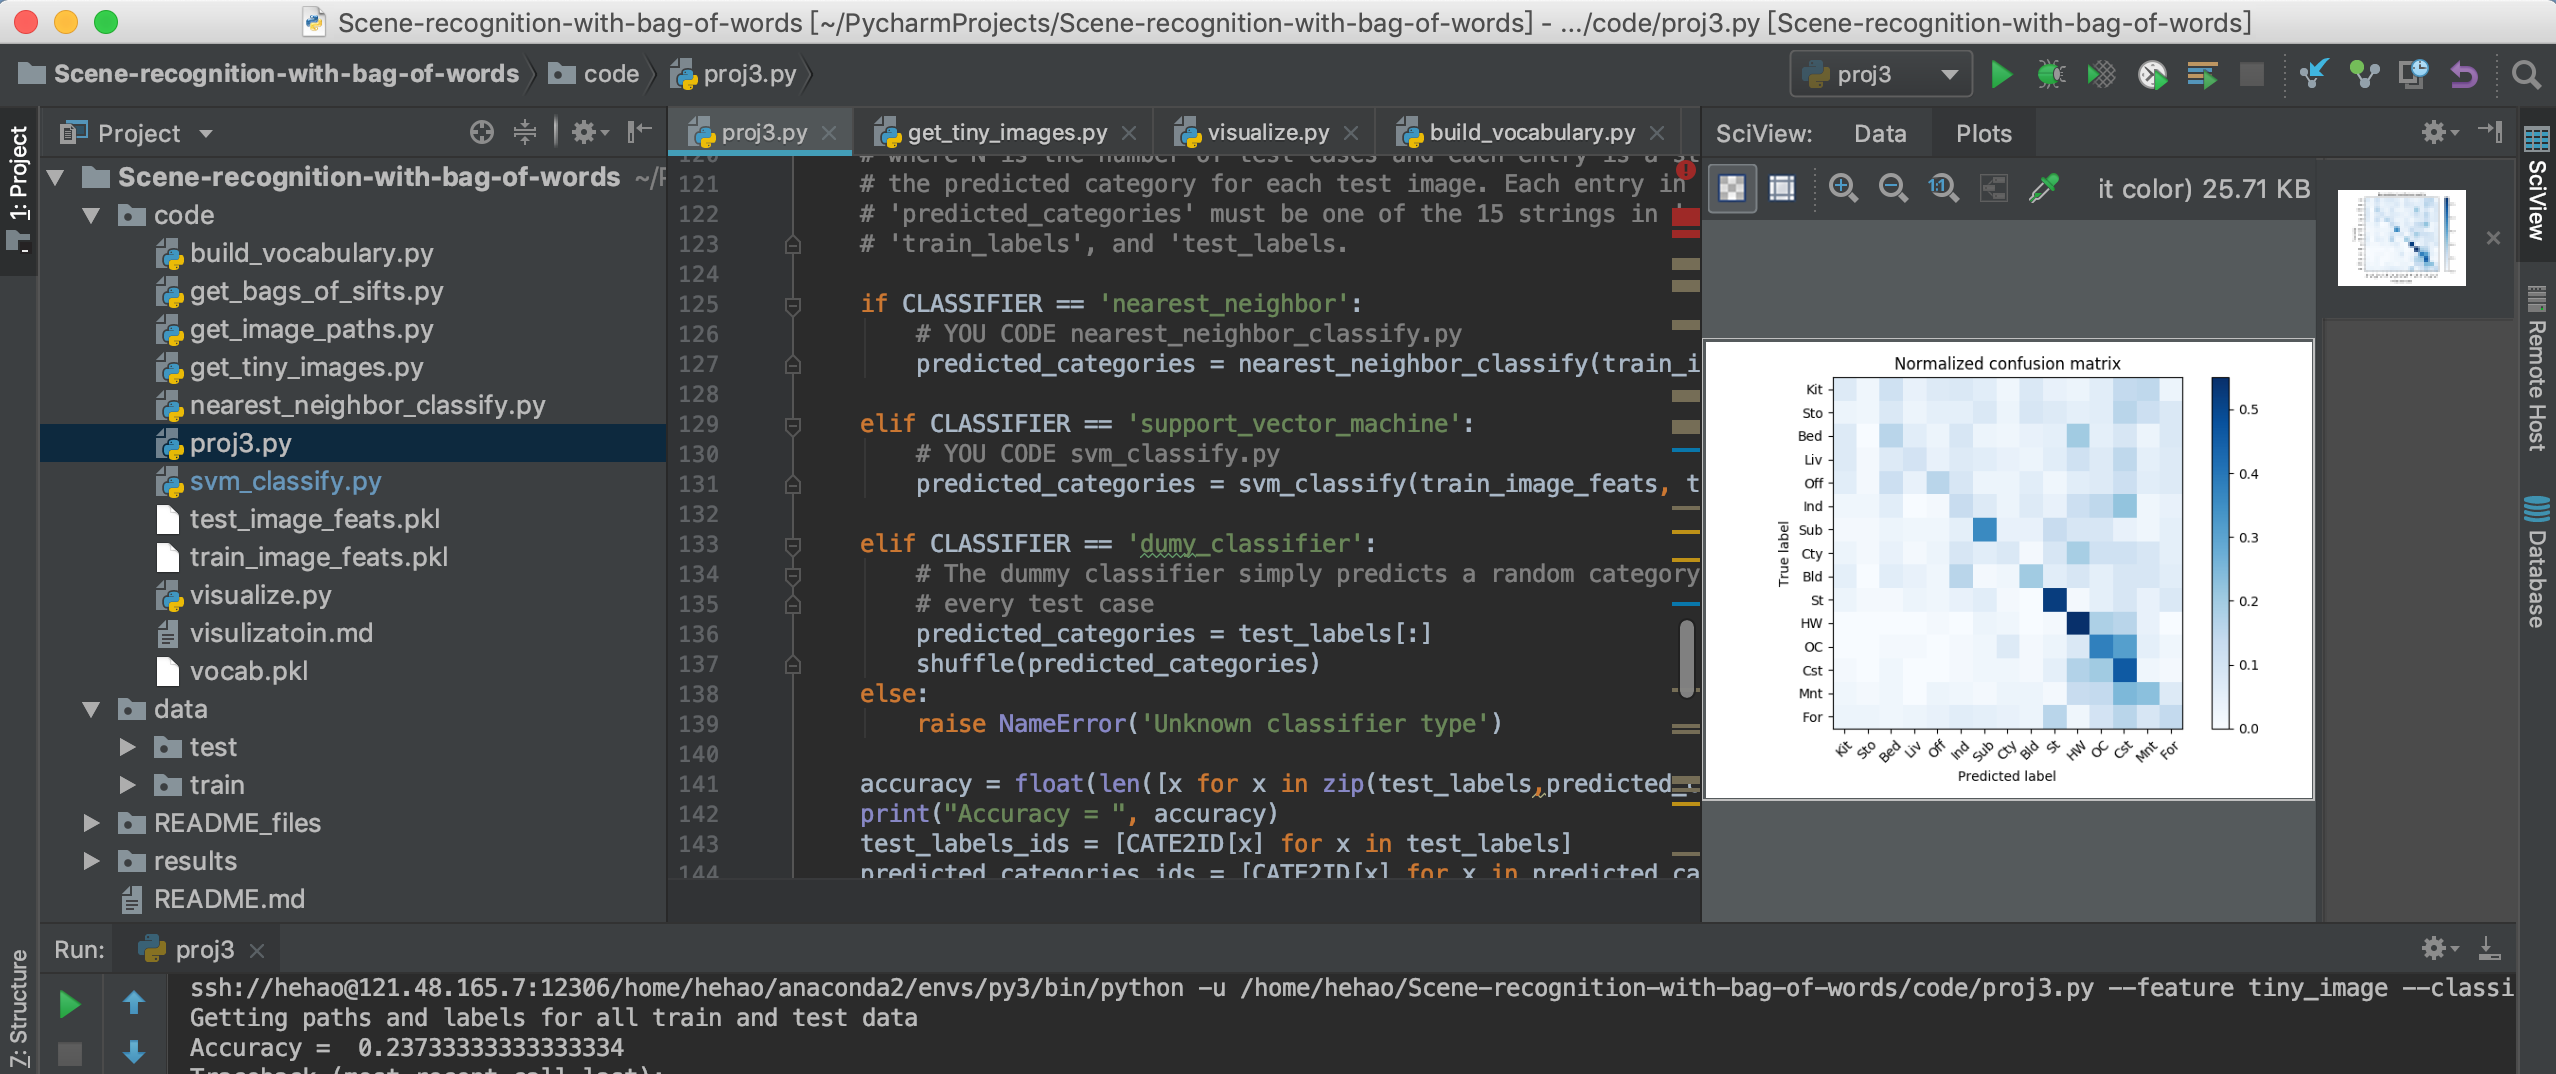 Scene-recognition-with-bag-of-words [~/PycharmProjects/Scene-recognition-with-bag-of-words] - .../code/proj3.py [Scene-recognition-with-bag-of-words]
Scene-recognition-with-bag-of-words code proj3.py
proj3
1: Project
Project
Scene-recognition-with-bag-of-words ~/P
code
build_vocabulary.py
get_bags_of_sifts.py
get_image_paths.py
get_tiny_images.py
nearest_neighbor_classify.py
proj3.py
svm_classify.py
test_image_feats.pkl
train_image_feats.pkl
visualize.py
visulizatoin.md
vocab.pkl
data
test
train
README_files
results
README.md
proj3.py get_tiny_images.py visualize.py build_vocabulary.py
120 # where N is the number of test cases and each entry is a st
121 # the predicted category for each test image. Each entry in
122 # 'predicted_categories' must be one of the 15 strings in '
123 # 'train_labels', and 'test_labels.
124
125 if CLASSIFIER == 'nearest_neighbor':
126 # YOU CODE nearest_neighbor_classify.py
127 predicted_categories = nearest_neighbor_classify(train_i
128
129 elif CLASSIFIER == 'support_vector_machine':
130 # YOU CODE svm_classify.py
131 predicted_categories = svm_classify(train_image_feats, t
132
133 elif CLASSIFIER == 'dumy_classifier':
134 # The dummy classifier simply predicts a random category
135 # every test case
136 predicted_categories = test_labels[:]
137 shuffle(predicted_categories)
138 else:
139 raise NameError('Unknown classifier type')
140
141 accuracy = float(len([x for x in zip(test_labels,predicted_
142 print("Accuracy = ", accuracy)
143 test_labels_ids = [CATE2ID[x] for x in test_labels]
144 predicted_categories_ids = [CATE2ID[x] for x in predicted_ca
SciView: Data Plots
1:1
it color) 25.71 KB
Normalized confusion matrix
True label
Kit
Sto
Bed
Liv
Off
Ind
Sub
Cty
Bld
St
HW
OC
Cst
Mnt
For
Kit Sto Bed Liv Off Ind Sub Cty Bld St HW OC Cst Mnt For
Predicted label
0.5
0.4
0.3
0.2
0.1
0.0
SciView
Remote Host
Database
7: Structure
Run: proj3
ssh://hehao@121.48.165.7:12306/home/hehao/anaconda2/envs/py3/bin/python -u /home/hehao/Scene-recognition-with-bag-of-words/code/proj3.py --feature tiny_image --classi
Getting paths and labels for all train and test data
Accuracy =  0.23733333333333334
Traceback (most recent call last):